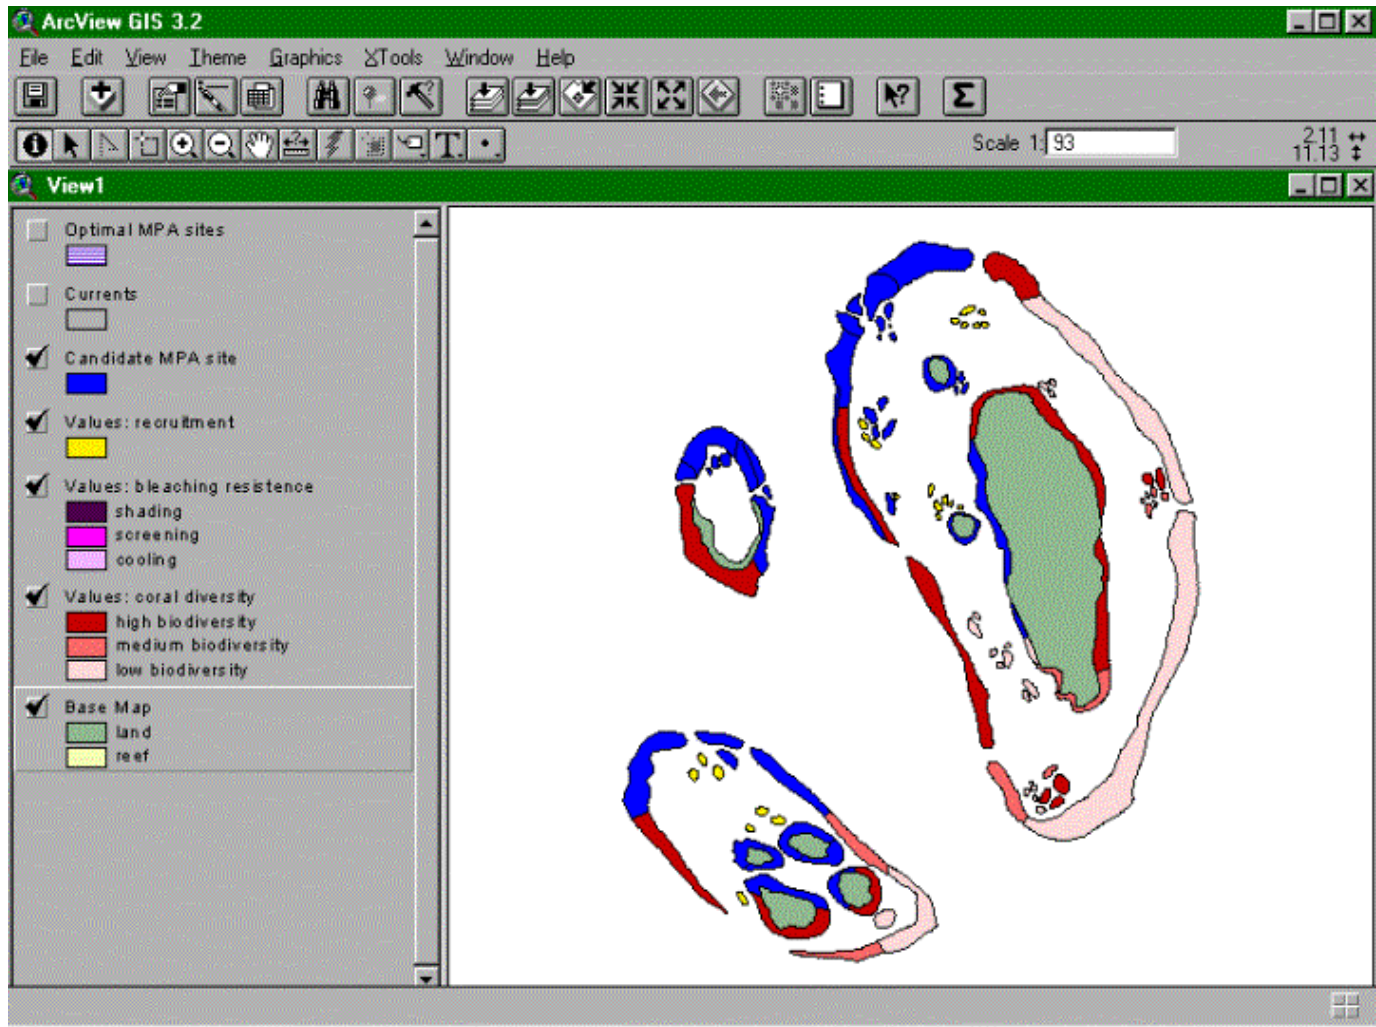 ArcView GIS 3.2
File Edit View Theme Graphics XTools Window Help
Scale 1: 93
2.11
11.13
View1
Optimal MPA sites
Currents
Candidate MPA site
Values: recruitment
Values: bleaching resistence
shading
screening
cooling
Values: coral diversity
high biodiversity
medium biodiversity
low biodiversity
Base Map
land
reef